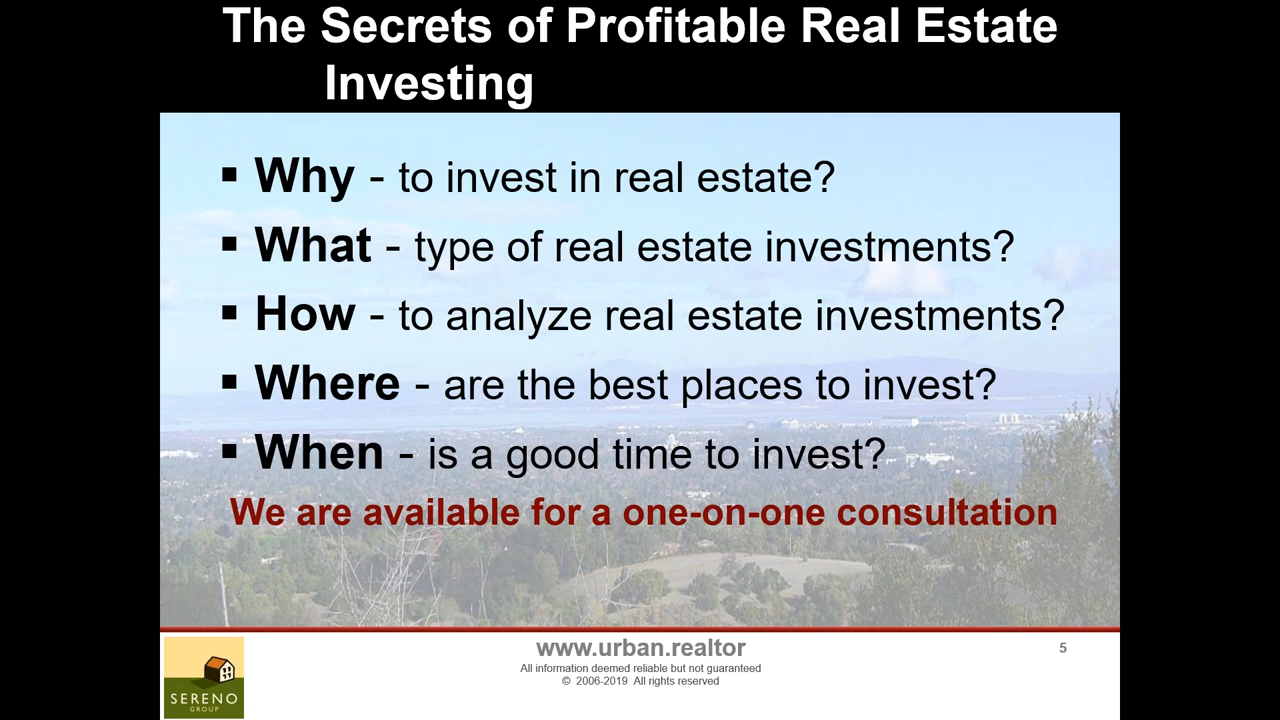 The Secrets of Profitable Real Estate
Investing
▪ Why - to invest in real estate?
▪ What - type of real estate investments?
▪ How - to analyze real estate investments?
▪ Where - are the best places to invest?
▪ When - is a good time to invest?
We are available for a one-on-one consultation
www.urban.realtor
5
All information deemed reliable but not guaranteed
© 2006-2019 All rights reserved
SERENO
GROUP